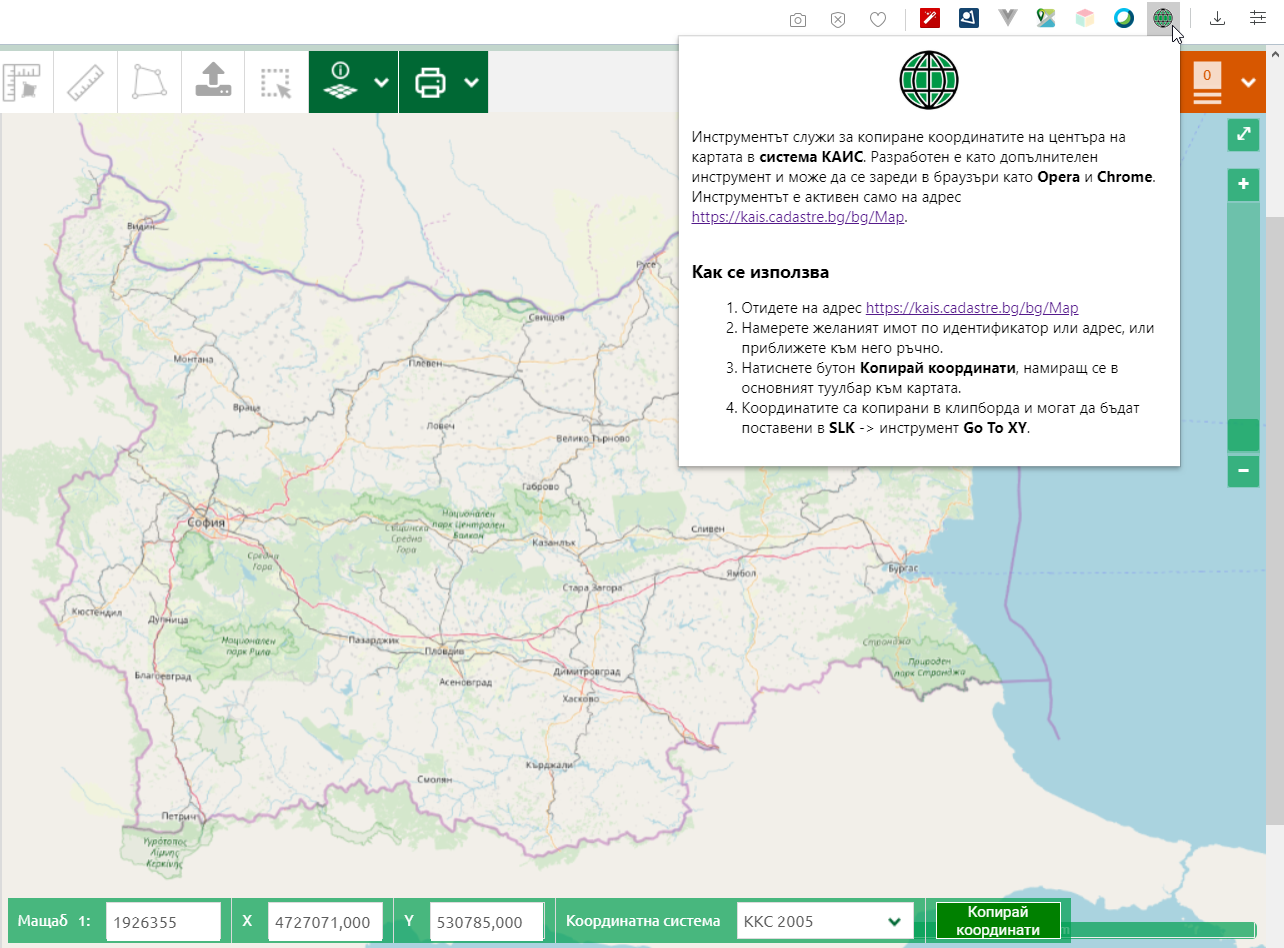 0
Инструментът служи за копиране координатите на центъра на
картата в система КАИС. Разработен е като допълнителен
инструмент и може да се зареди в браузъри като Opera и Chrome.
Инструментът е активен само на адрес
https://kais.cadastre.bg/bg/Map.
Как се използва
1. Отидете на адрес https://kais.cadastre.bg/bg/Map
2. Намерете желаният имот по идентификатор или адрес, или
приближете към него ръчно.
3. Натиснете бутон Копирай координати, намиращ се в
основният туулбар към картата.
4. Координатите са копирани в клипборда и могат да бъдат
поставени в SLK -> инструмент Go To XY.
Видин
Русе
Свищов
Монтана
Плевен
Враца
Ловеч
Велико Търново
Габрово
София
Национален
парк Централен
Балкан
Същинска
Средна
Гора
Сливен
Казанлък
Средна
Гора
Бургас
Ямбол
Стара Загора
Кюстендил
Дупница
Национален
парк Рила
Пазарджик
Пловдив
Странджа
Природен
парк Странджа
Благоевград
Асеновград
Димитровград
Хасково
Кърджали
Смолян
Петрич
Υγρότοπος
Λίμνης
Κερκίνης
Мащаб 1: 1926355 X 4727071,000 Y 530785,000 Координатна система ККС 2005 Копирай
координати
+
−